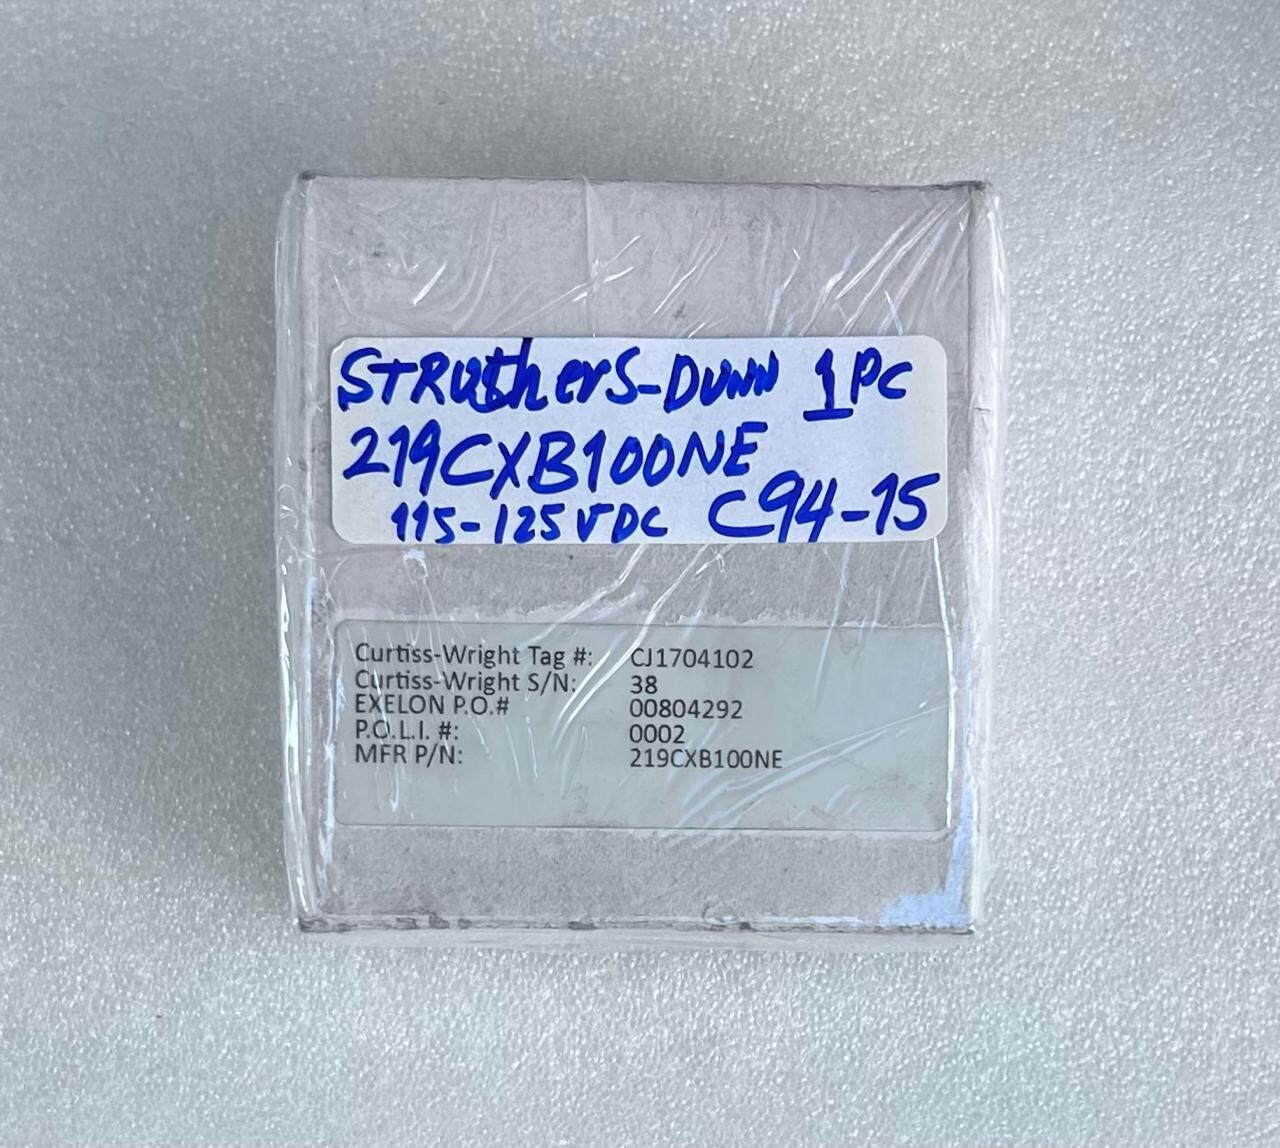 STRUthers-DUNN 1PC
219CXB100NE
115-125VDC C94-15
Curtiss-Wright Tag #: CJ1704102
Curtiss-Wright S/N: 38
EXELON P.O.# 00804292
P.O.L.I. #: 0002
MFR P/N: 219CXB100NE